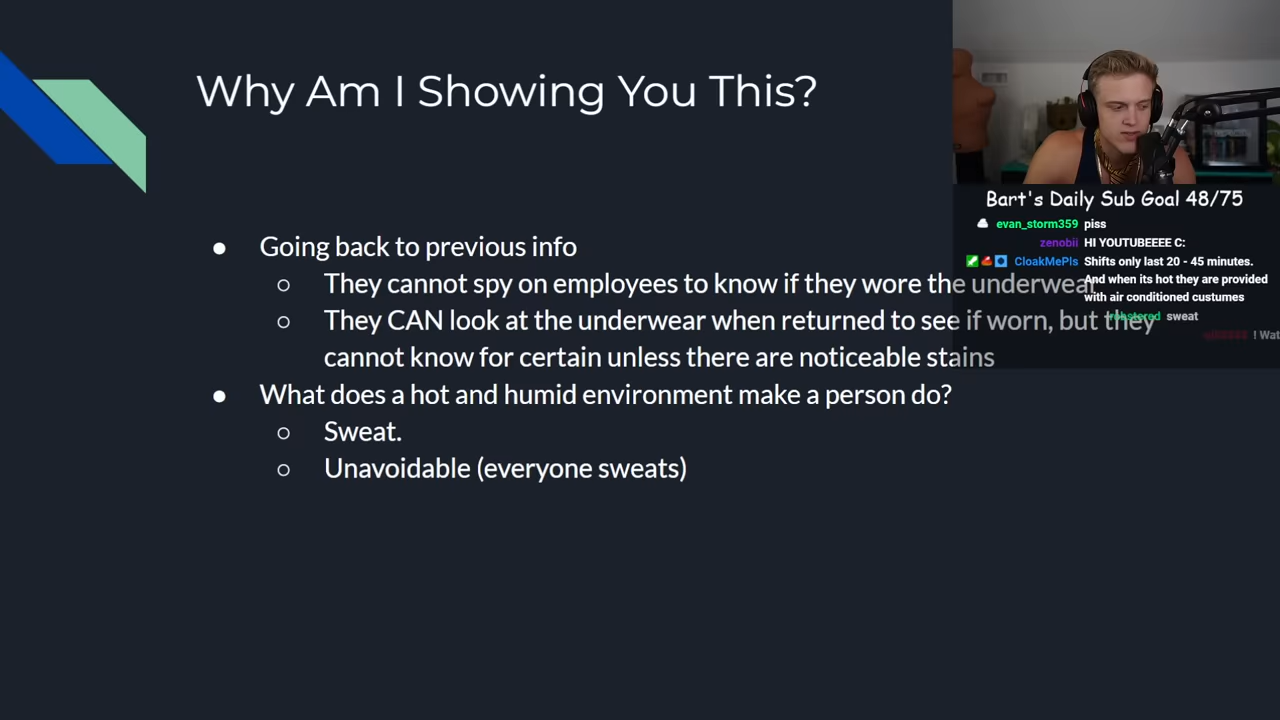 Why Am I Showing You This?
● Going back to previous info
○ They cannot spy on employees to know if they wore the underwear
○ They CAN look at the underwear when returned to see if worn, but they
cannot know for certain unless there are noticeable stains
● What does a hot and humid environment make a person do?
○ Sweat.
○ Unavoidable (everyone sweats)
Bart's Daily Sub Goal 48/75
evan_storm359 piss
zenobii HI YOUTUBEEEE C:
CloakMePls Shifts only last 20 - 45 minutes.
And when its hot they are provided
with air conditioned custumes
sweat
! Wat